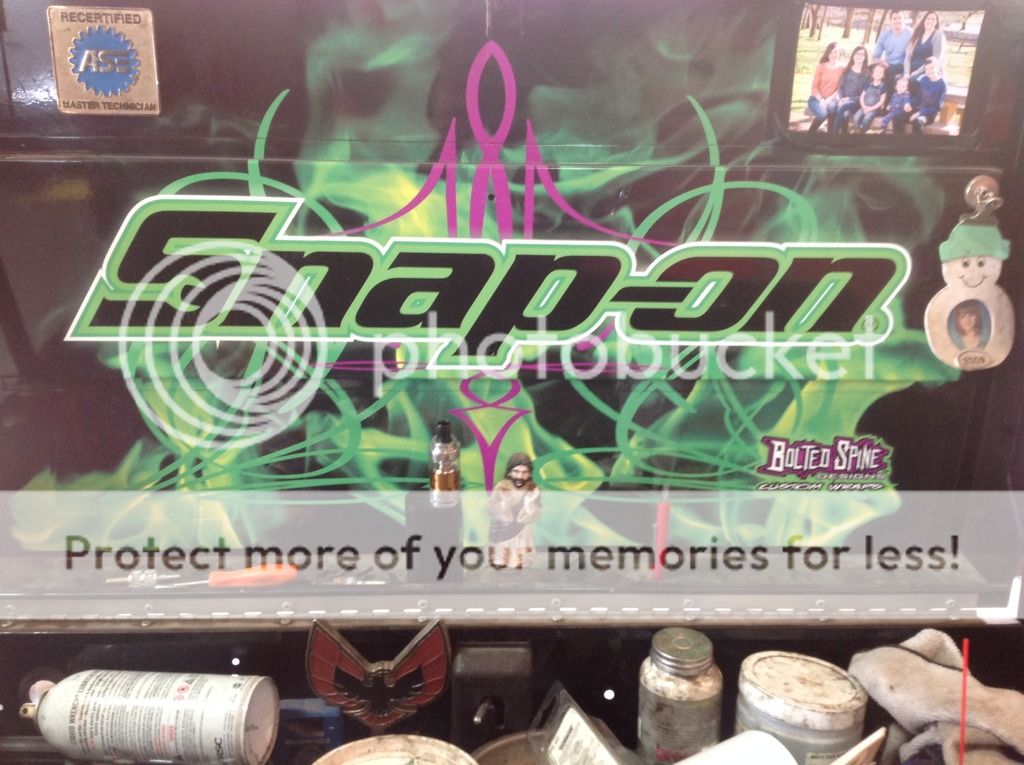 RECERTIFIED
ASE
MASTER TECHNICIAN
Snap-on®
photobucket
2009
BOLTED SPINE
DESIGNS
CUSTOM WRAPS
Protect more of your memories for less!